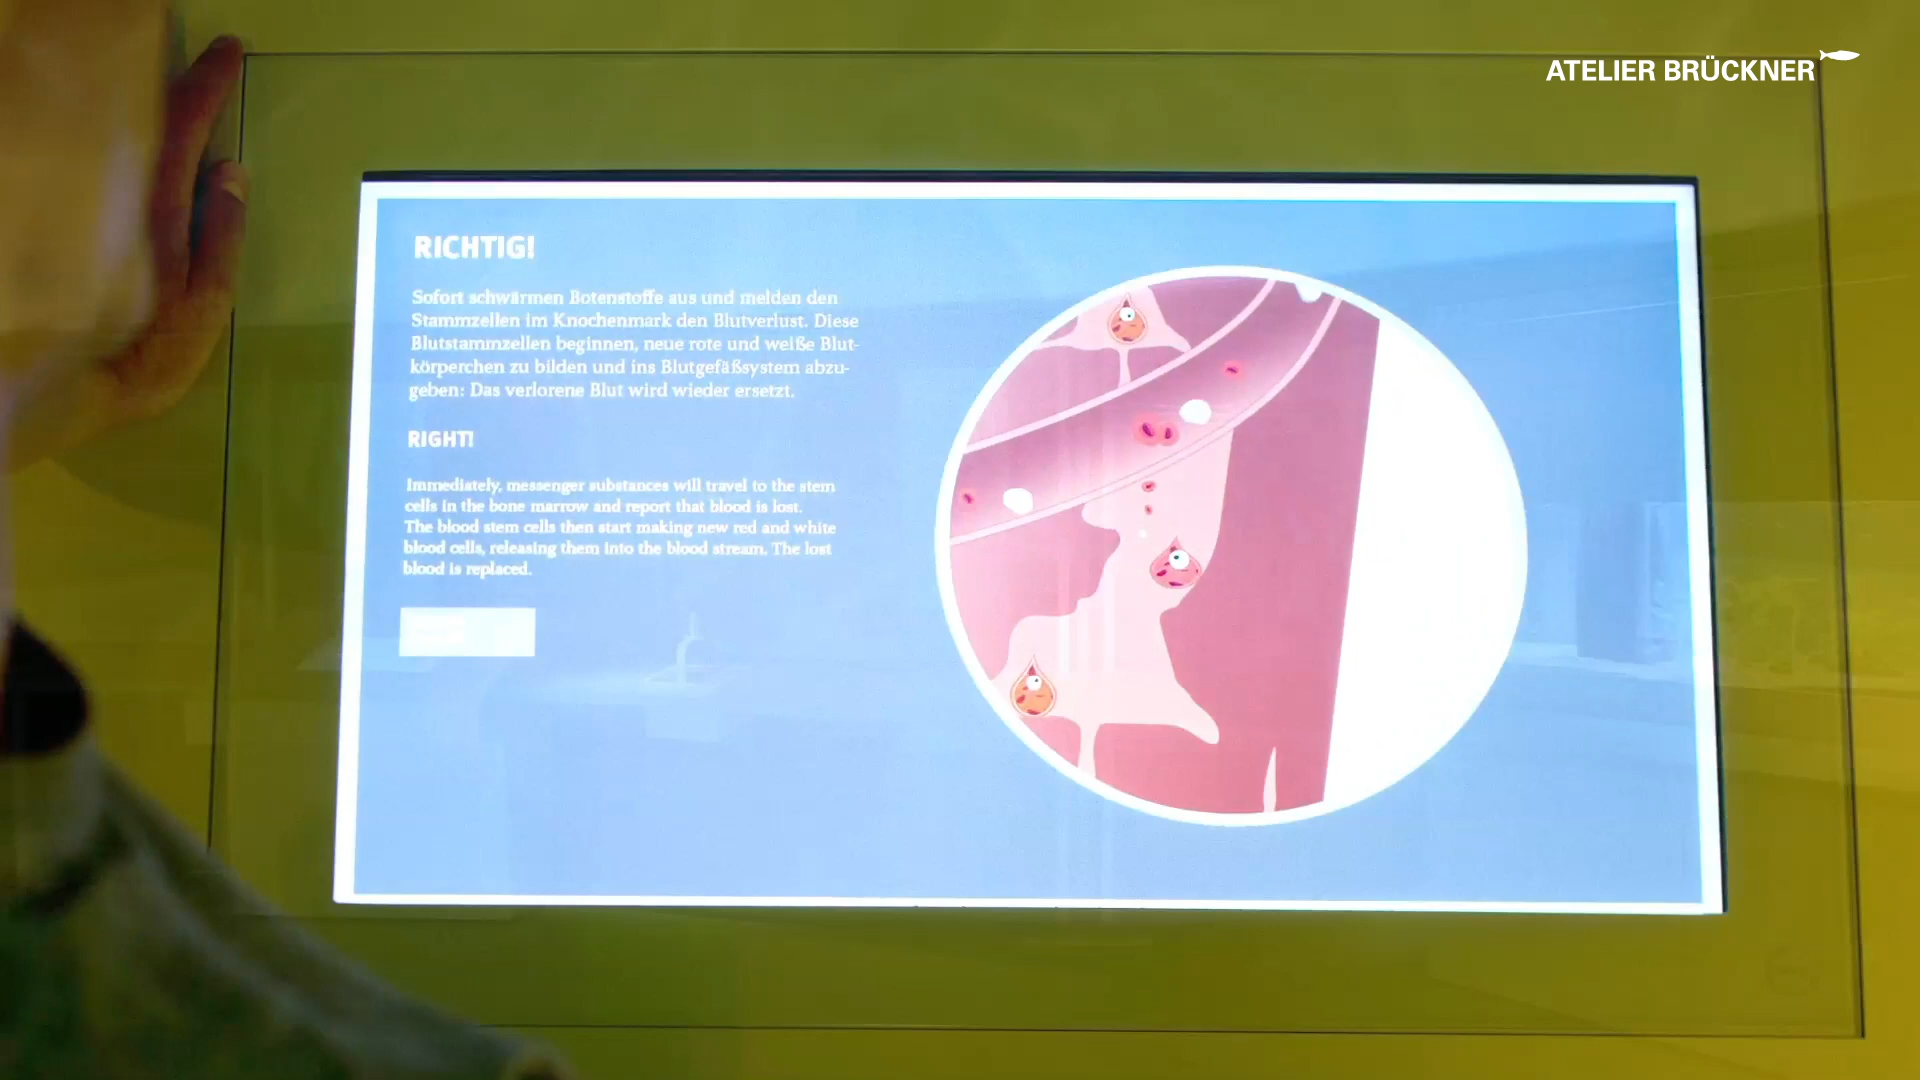 ATELIER BRÜCKNER
RICHTIG!
Sofort schwärmen Botenstoffe aus und melden den
Stammzellen im Knochenmark den Blutverlust. Diese
Blutstammzellen beginnen, neue rote und weiße Blut-
körperchen zu bilden und ins Blutgefäßsystem abzu-
geben: Das verlorene Blut wird wieder ersetzt.
RIGHT!
Immediately, messenger substances will travel to the stem
cells in the bone marrow and report that blood is lost.
The blood stem cells then start making new red and white
blood cells, releasing them into the blood stream. The lost
blood is replaced.